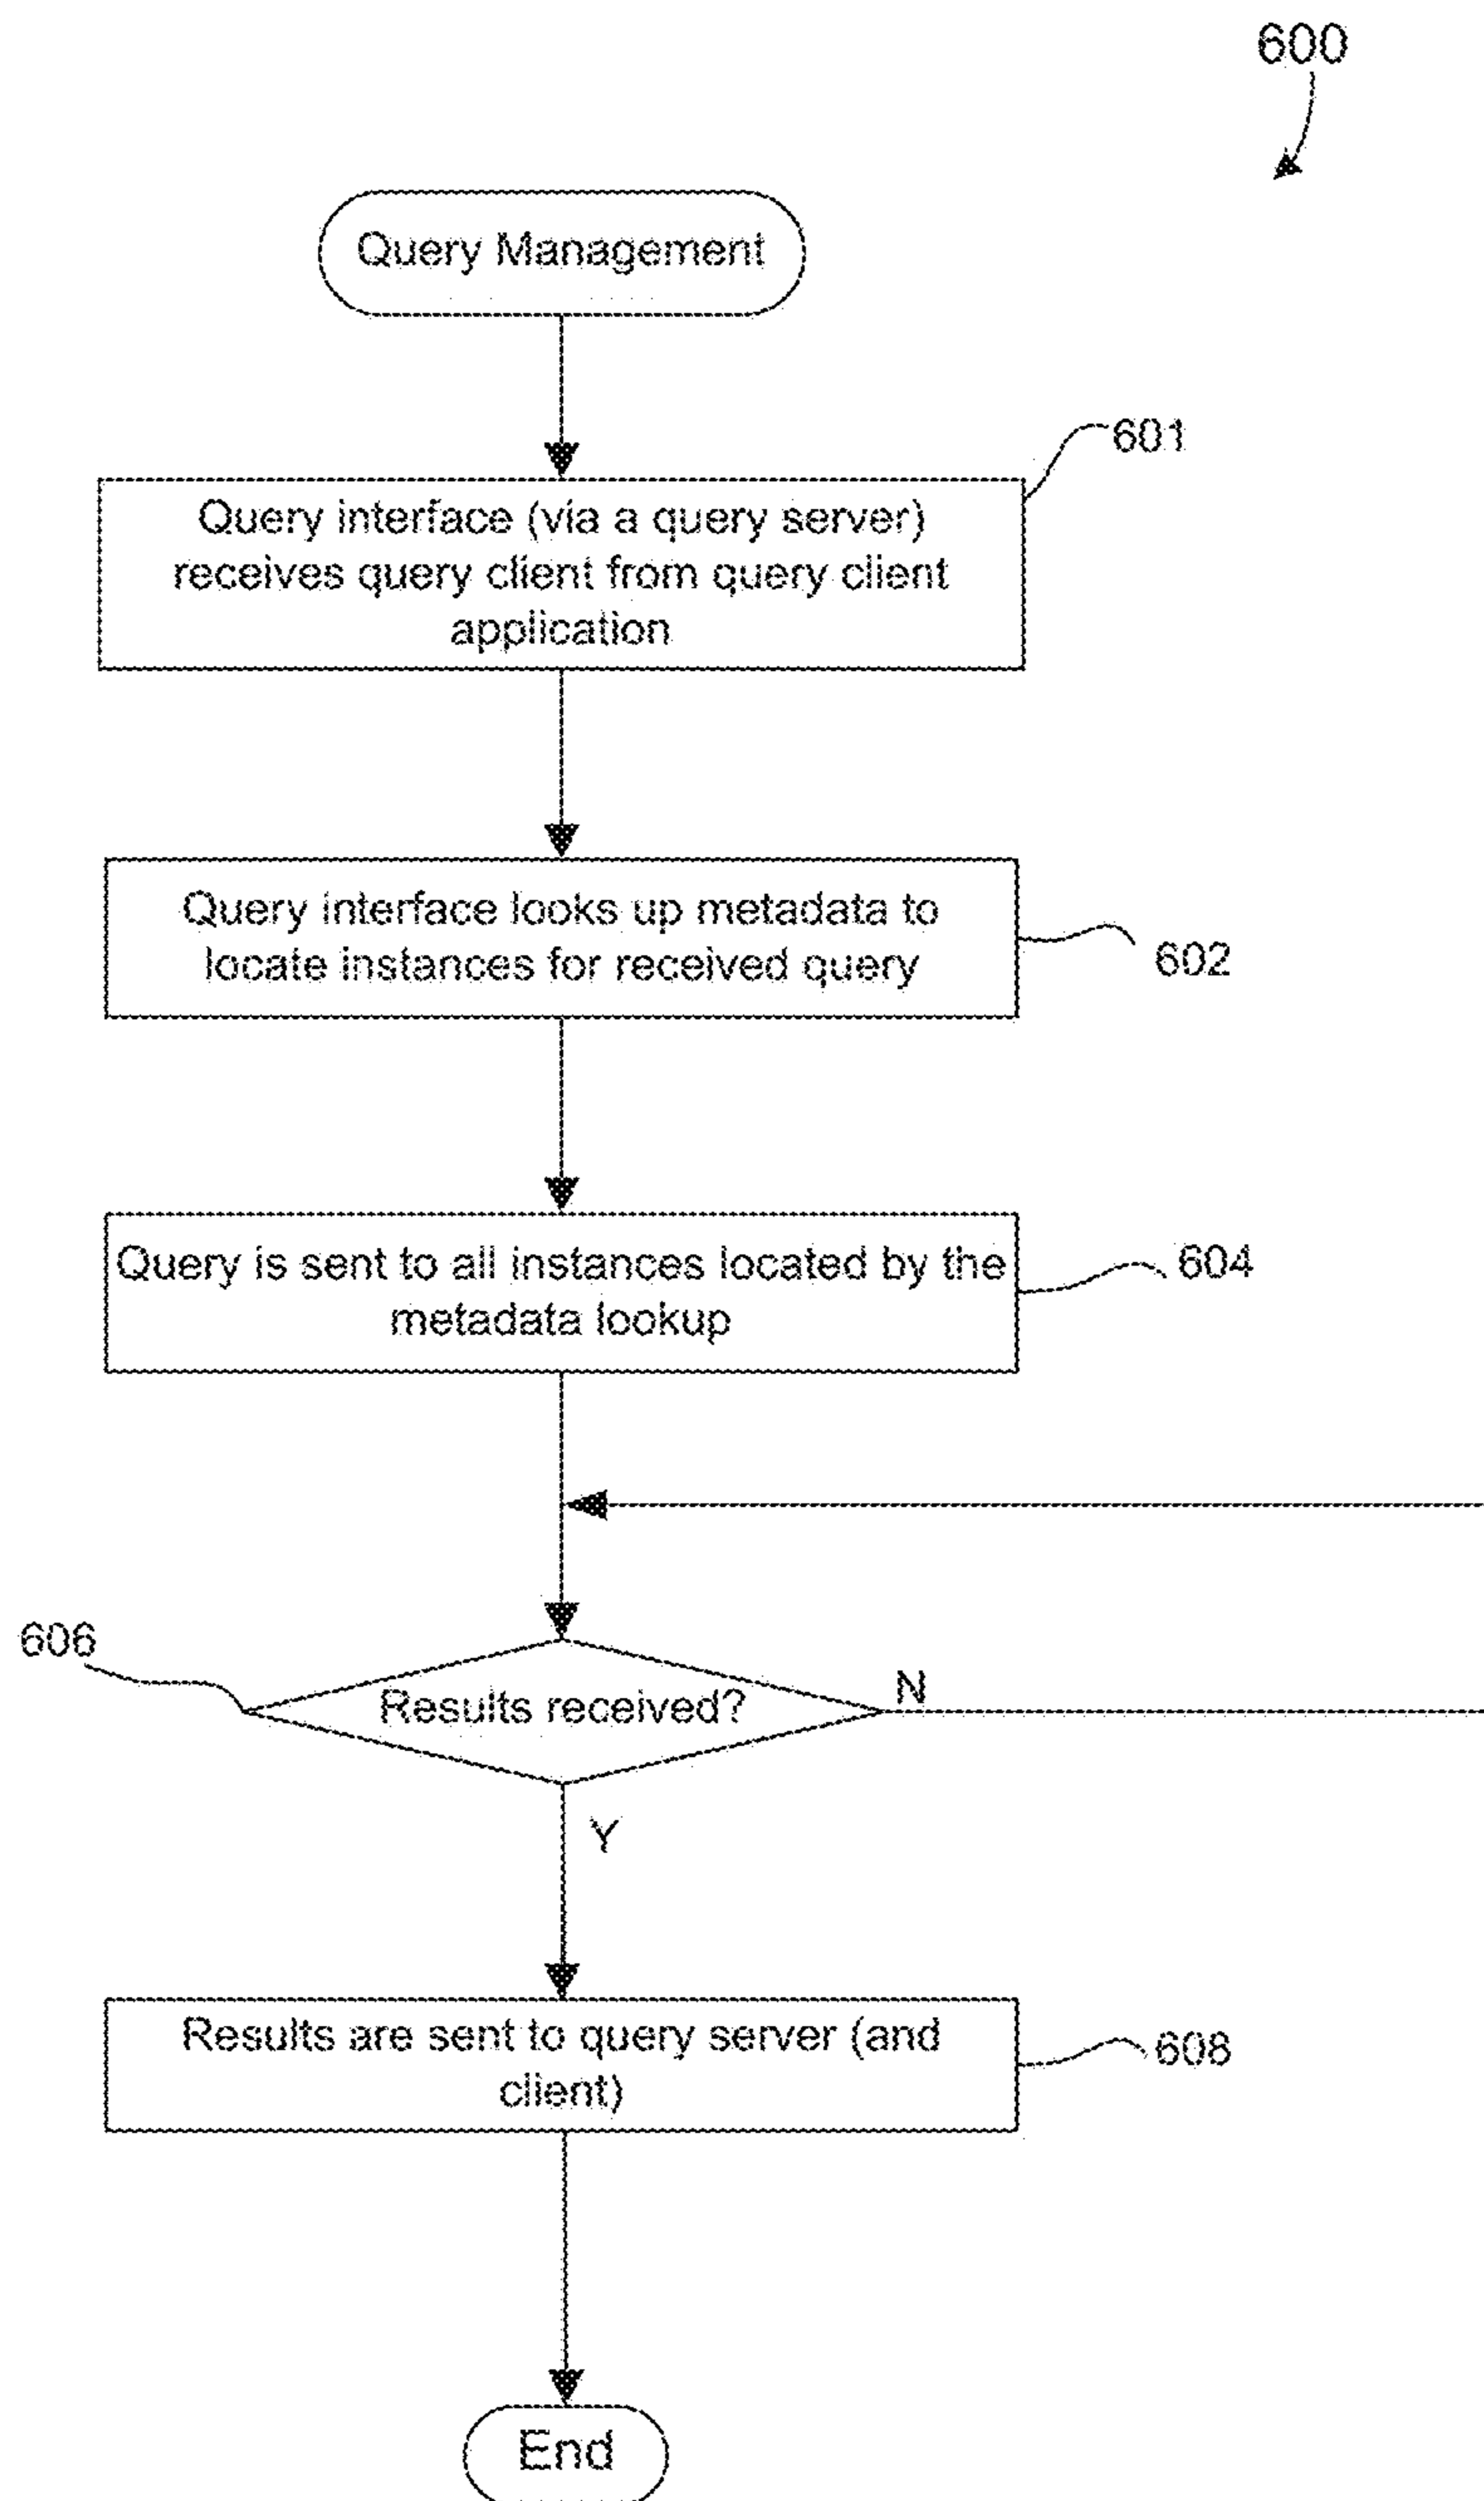 600
Query Management
601
Query interface (via a query server)
receives query client from query client
application
Query interface looks up metadata to
locate instances for received query
602
Query is sent to all instances located by the
metadata lookup
604
606
Results received?
N
Y
Results are sent to query server (and
client)
608
End